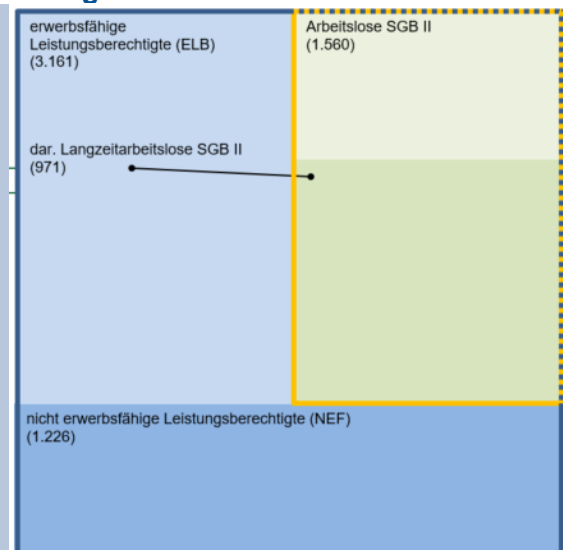 erwerbsfähige
Leistungsberechtigte (ELB)
(3.161)
Arbeitslose SGB II
(1.560)
dar. Langzeitarbeitslose SGB II
(971)
nicht erwerbsfähige Leistungsberechtigte (NEF)
(1.226)